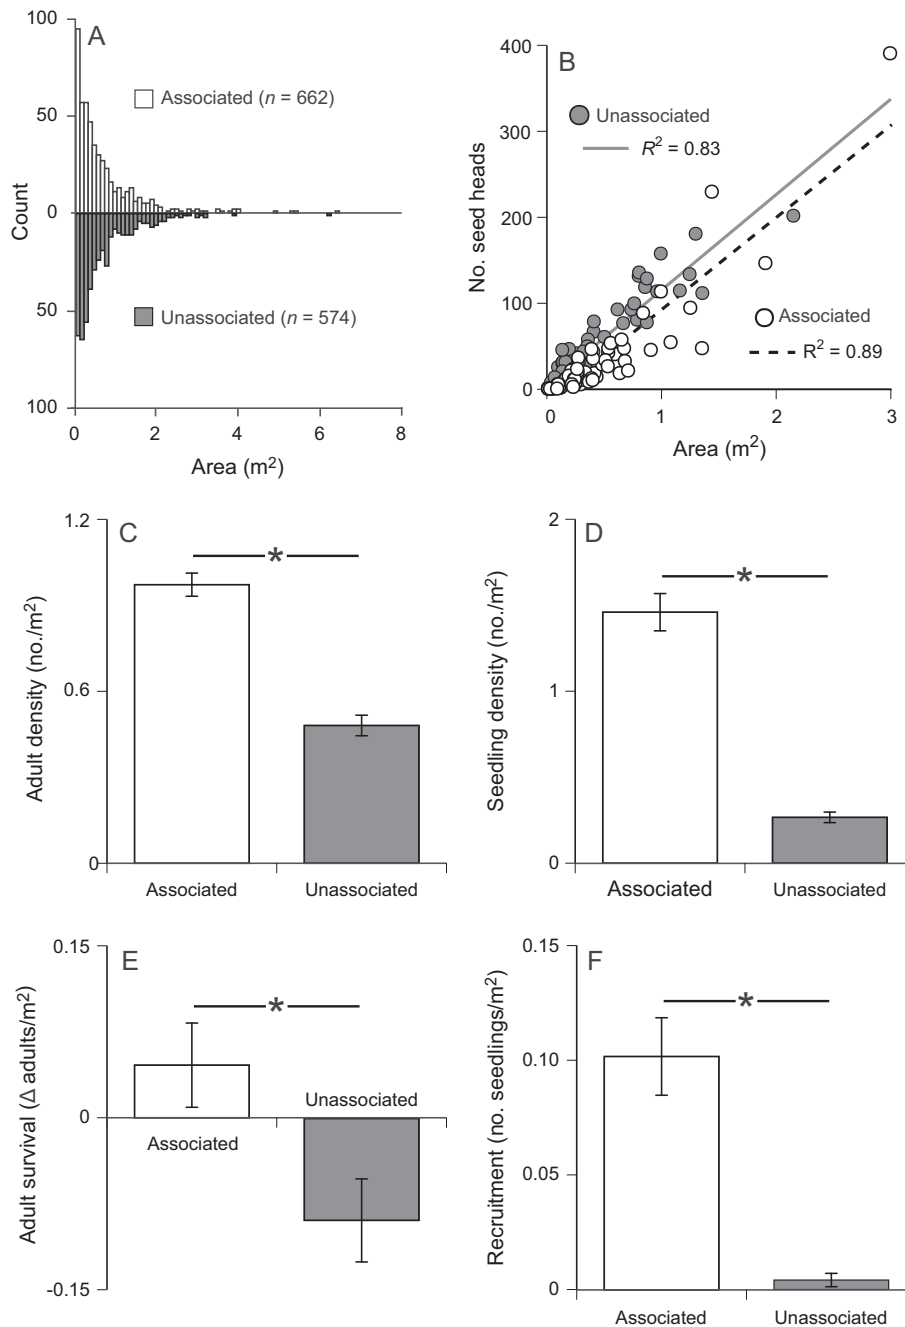 A
100
50
0
50
100
Count
Associated (n = 662)
Unassociated (n = 574)
0
2
4
6
8
Area (m2)
B
400
300
200
100
0
No. seed heads
Unassociated
R2 = 0.83
Associated
R2 = 0.89
0
1
2
3
Area (m2)
C
1.2
0.6
0
Adult density (no./m2)
*
Associated
Unassociated
D
2
1
0
Seedling density (no./m2)
*
Associated
Unassociated
E
0.15
0
-0.15
Adult survival (Δ adults/m2)
*
Unassociated
Associated
F
0.15
0.10
0.05
0
Recruitment (no. seedlings/m2)
*
Associated
Unassociated